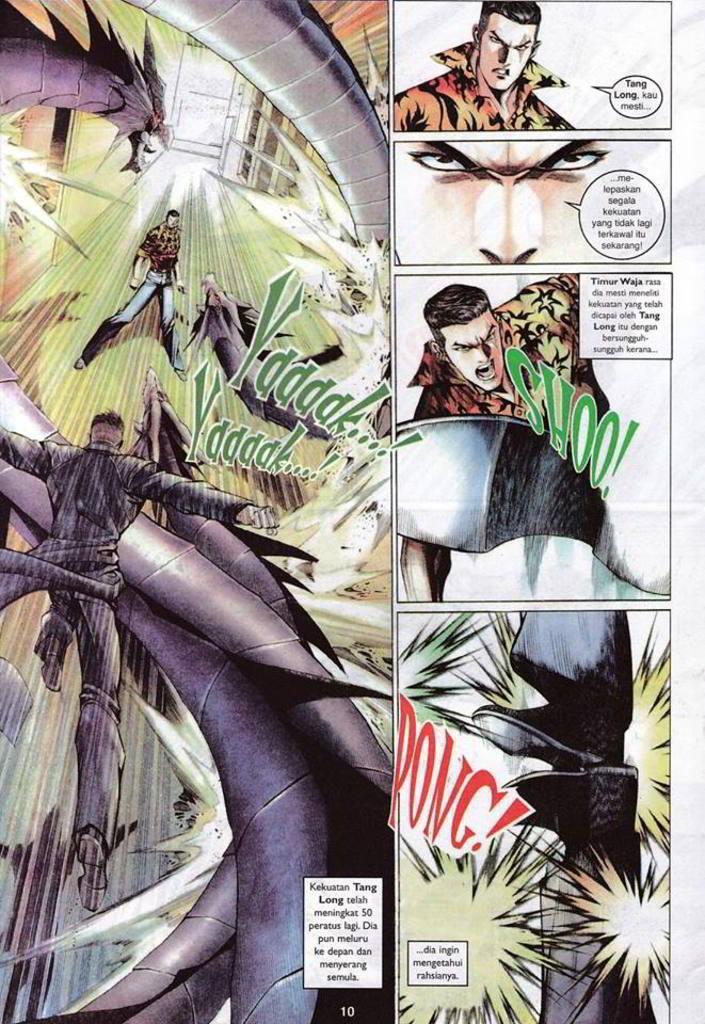 Yaaaak....!
Yaaaak....!
Kekuatan Tang
Long telah
meningkat 50
peratus lagi. Dia
pun meluru
ke depan dan
menyerang
semula.
10
Tang
Long, kau
mesti...
...me-
lepaskan
segala
kekuatan
yang tidak lagi
terkawal itu
sekarang!
Timur Waja rasa
dia mesti meneliti
kekuatan yang telah
dicapai oleh Tang
Long itu dengan
bersungguh-
sungguh kerana...
SHOO!
PONG!
...dia ingin
mengetahui
rahsianya.